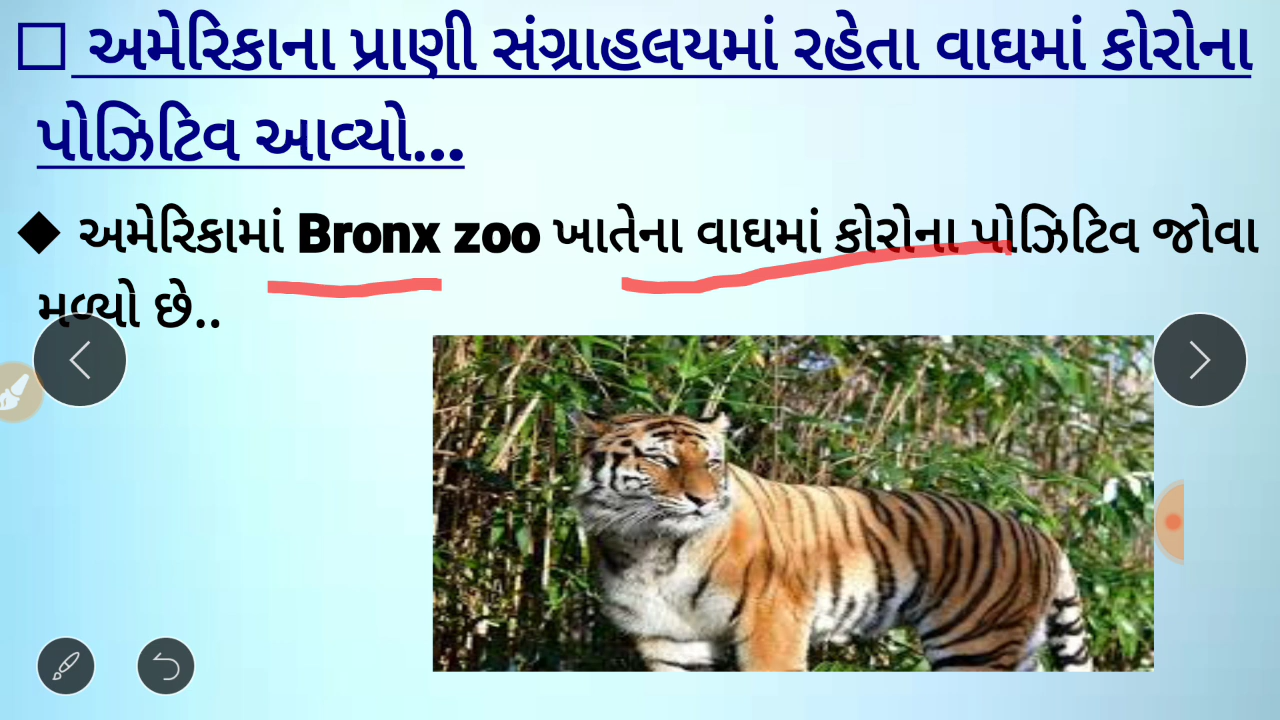 □ અમેરિકાના પ્રાણી સંગ્રાહલયમાં રહેતા વાઘમાં કોરોના
પોઝિટિવ આવ્યો...
◆ અમેરિકામાં Bronx zoo ખાતેના વાઘમાં કોરોના પોઝિટિવ જોવા
મળ્યો છે..